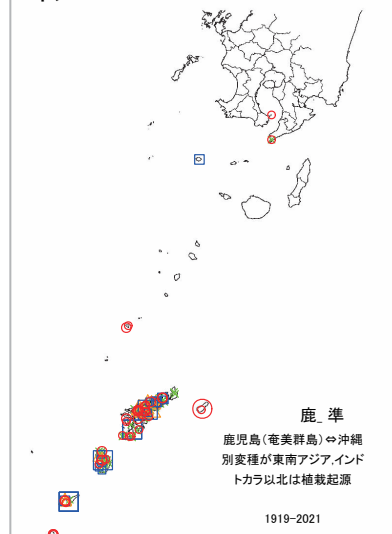 鹿_準
鹿児島(奄美群島)⇔沖縄
別変種が東南アジア,インド
トカラ以北は植栽起源
1919-2021